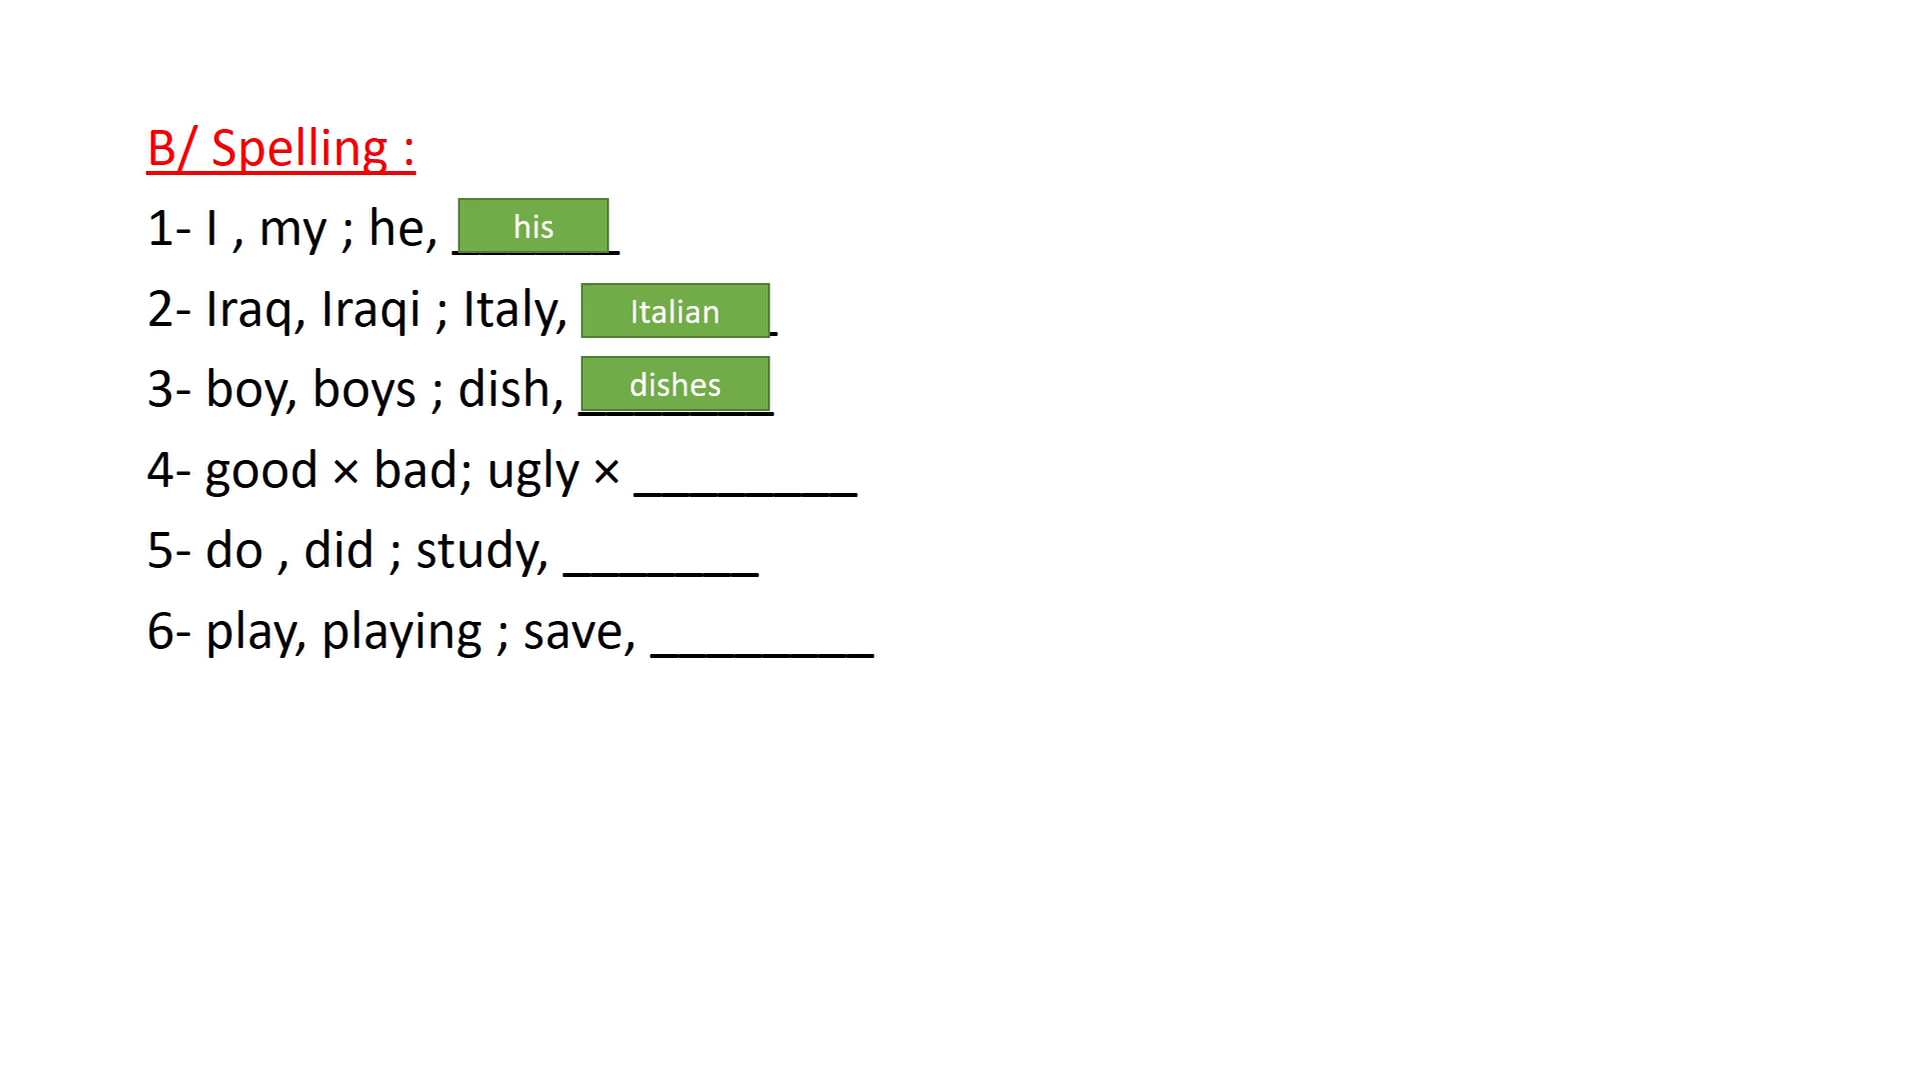 B/ Spelling :
1- I , my ; he, his
2- Iraq, Iraqi ; Italy, Italian_
3- boy, boys ; dish, dishes
4- good × bad; ugly × ________
5- do , did ; study, _______
6- play, playing ; save, ________